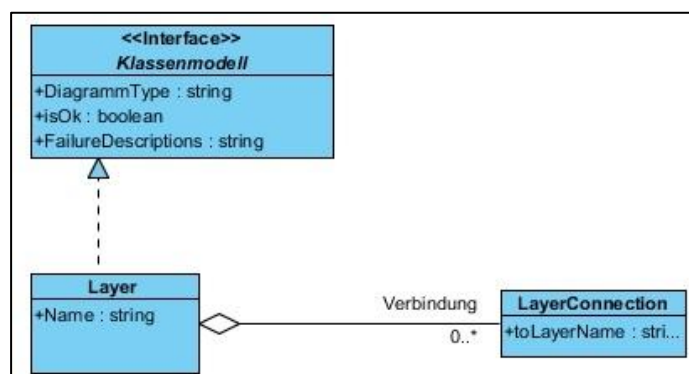 <<Interface>>
Klassenmodell
+DiagrammType : string
+isOk : boolean
+FailureDescriptions : string
Layer
+Name : string
Verbindung
0..*
LayerConnection
+toLayerName : stri...